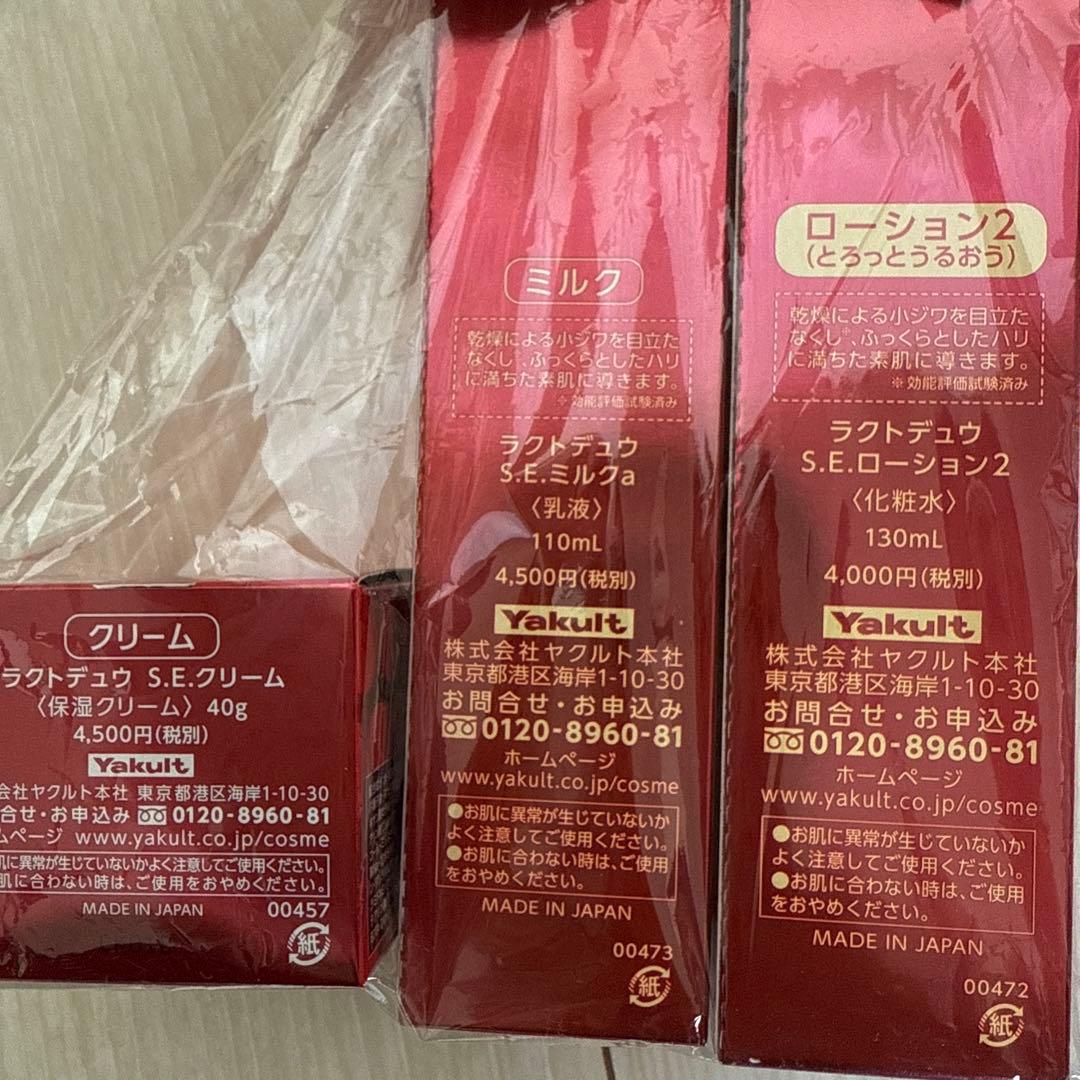 クリーム
ラクトデュウ S.E.クリーム
〈保湿クリーム〉 40g
4,500円(税別)
Yakult
会社ヤクルト本社 東京都港区海岸1-10-30
合せ・お申込み 0120-8960-81
ページ www.yakult.co.jp/cosme
肌に異常が生じていないかよく注意してご使用ください。
肌に合わない時は、ご使用をおやめください。
MADE IN JAPAN 00457
紙
ミルク
乾燥による小ジワを目立た
なくし※、ふっくらとしたハリ
に満ちた素肌に導きます。
※効能評価試験済み
ラクトデュウ
S.E.ミルクa
〈乳液〉
110mL
4,500円(税別)
Yakult
株式会社ヤクルト本社
東京都港区海岸1-10-30
お問合せ・お申込み
0120-8960-81
ホームページ
www.yakult.co.jp/cosme
●お肌に異常が生じていないか
よく注意してご使用ください。
●お肌に合わない時は、ご使用
をおやめください。
MADE IN JAPAN
00473
紙
ローション2
(とろっとうるおう)
乾燥による小ジワを目立た
なくし※、ふっくらとしたハリ
に満ちた素肌に導きます。
※効能評価試験済み
ラクトデュウ
S.E.ローション2
〈化粧水〉
130mL
4,000円(税別)
Yakult
株式会社ヤクルト本社
東京都港区海岸1-10-30
お問合せ・お申込み
0120-8960-81
ホームページ
www.yakult.co.jp/cosme
●お肌に異常が生じていないか
よく注意してご使用ください。
●お肌に合わない時は、ご使用
をおやめください。
MADE IN JAPAN
00472
紙